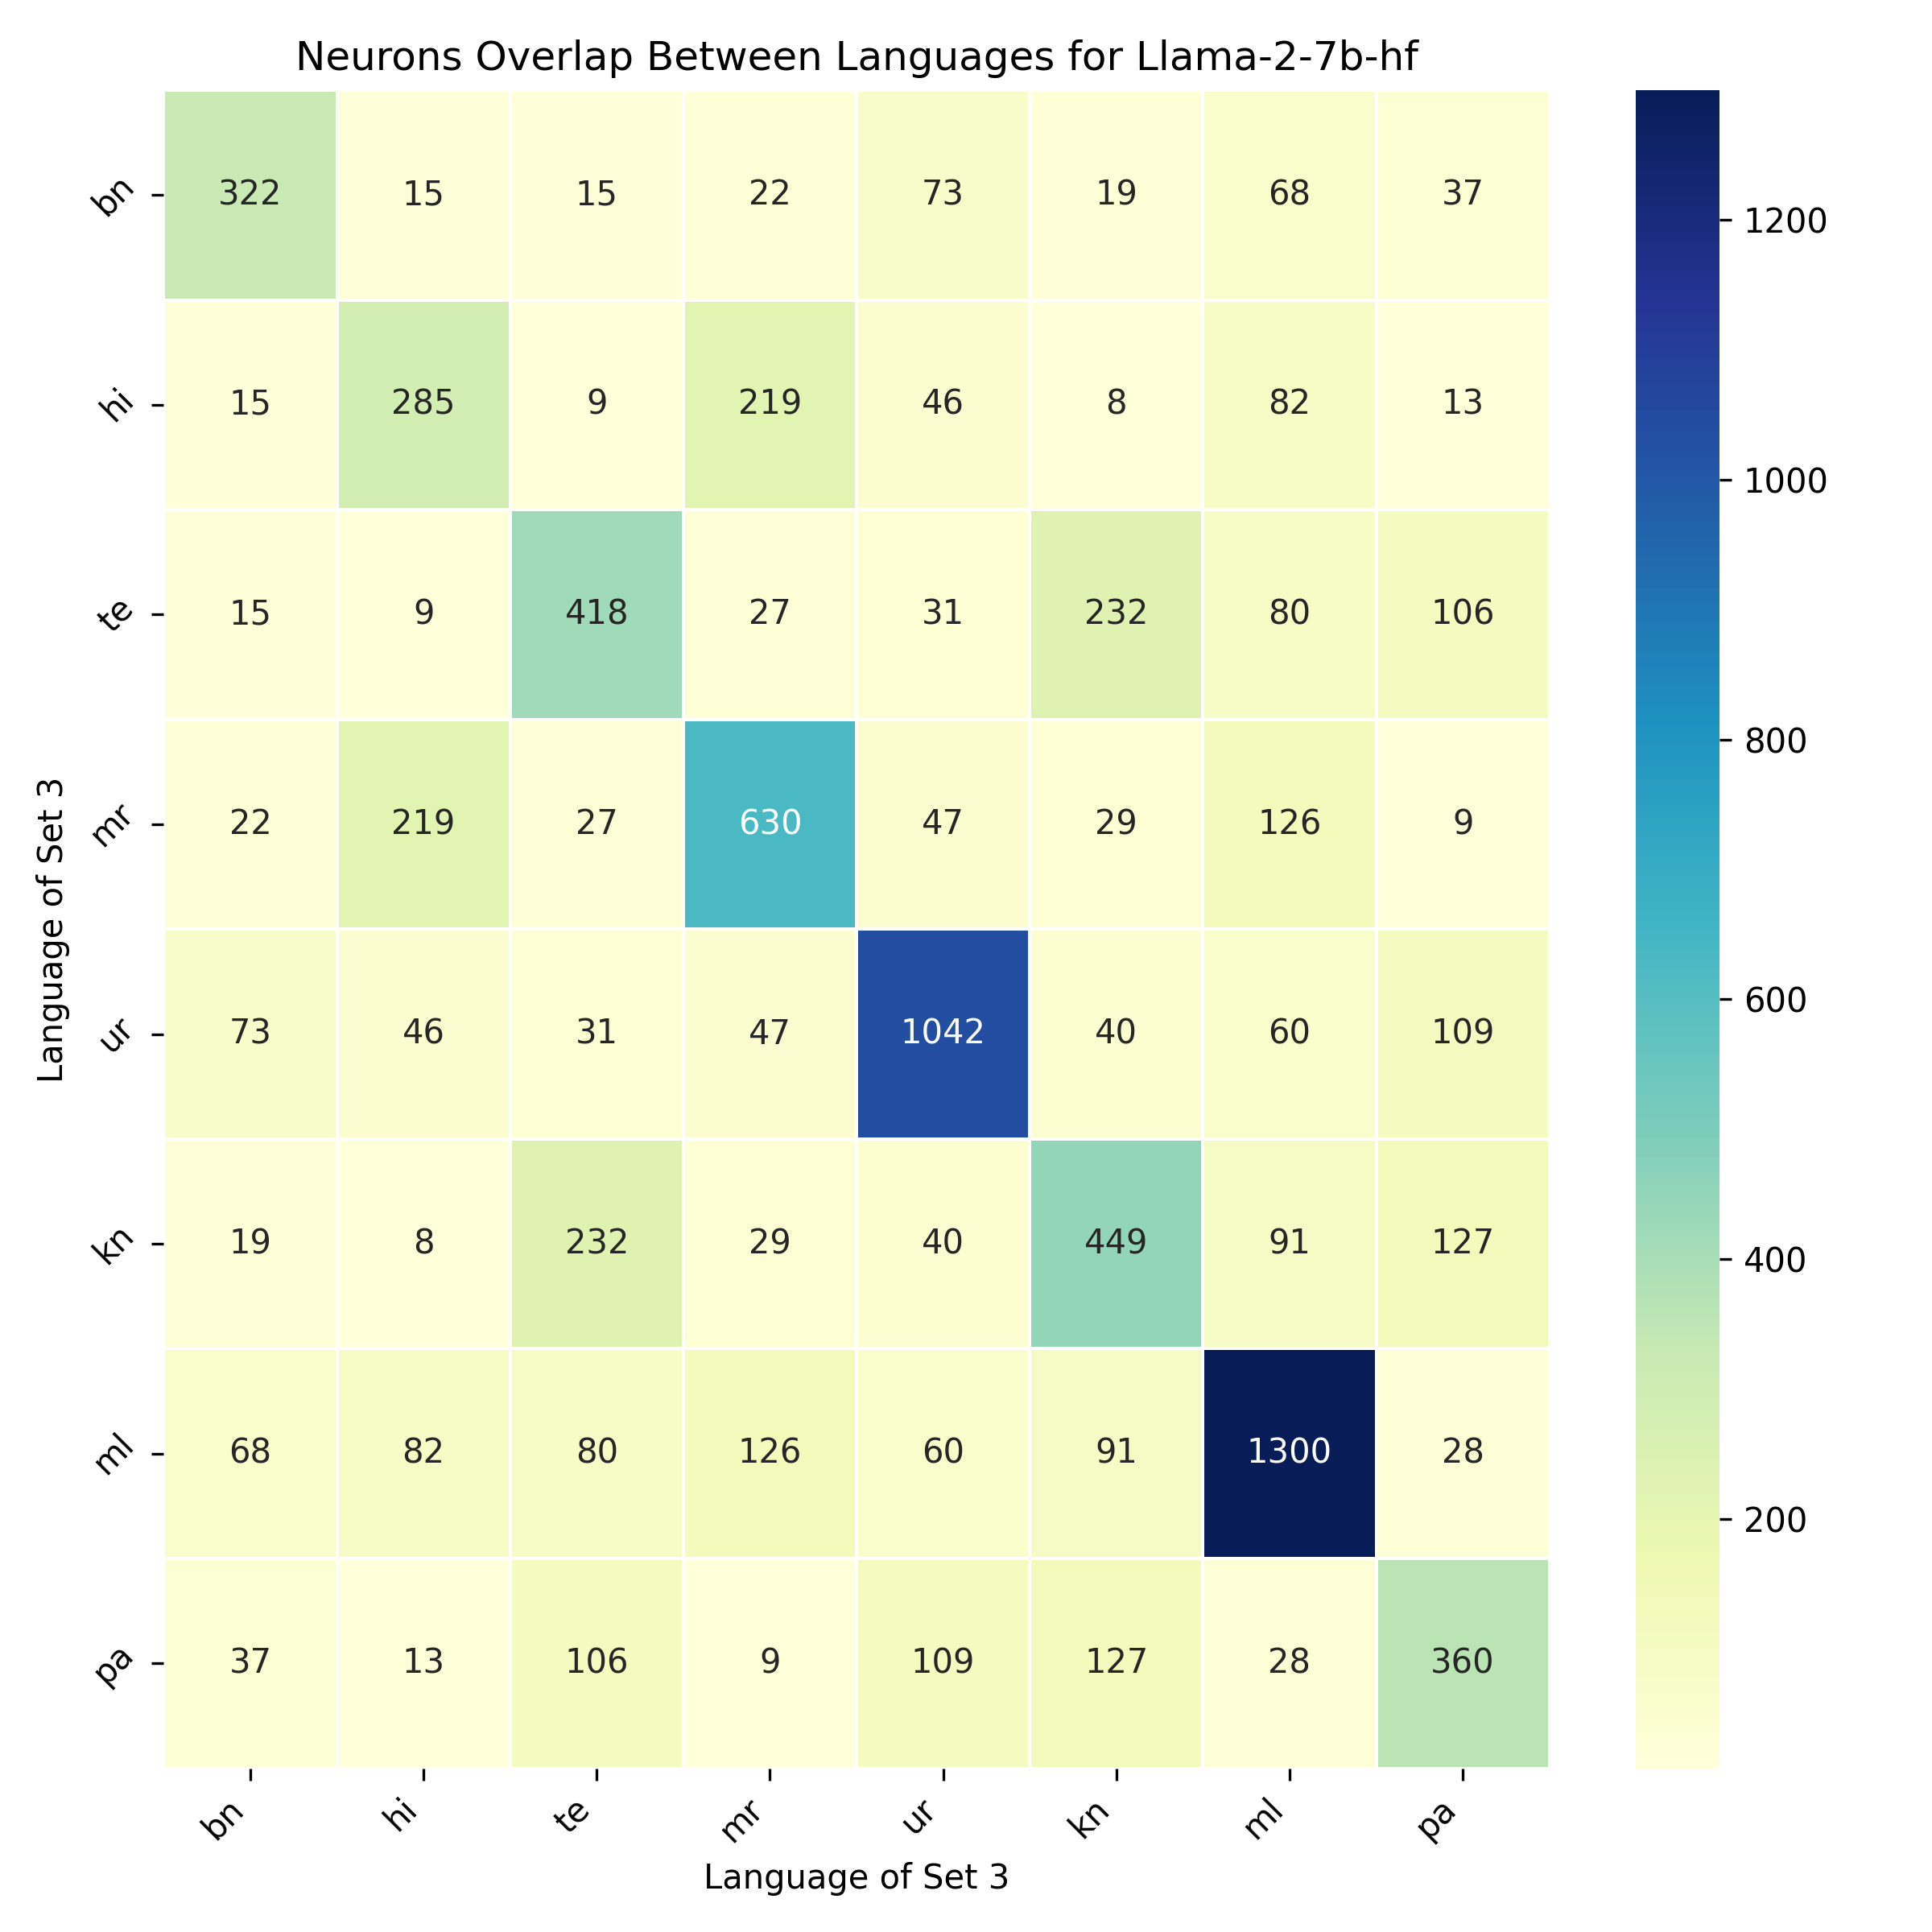 Neurons Overlap Between Languages for Llama-2-7b-hf
bn 322 15 15 22 73 19 68 37
hi 15 285 9 219 46 8 82 13
te 15 9 418 27 31 232 80 106
mr 22 219 27 630 47 29 126 9
ur 73 46 31 47 1042 40 60 109
kn 19 8 232 29 40 449 91 127
ml 68 82 80 126 60 91 1300 28
pa 37 13 106 9 109 127 28 360
bn hi te mr ur kn ml pa
Language of Set 3
Language of Set 3
1200
1000
800
600
400
200